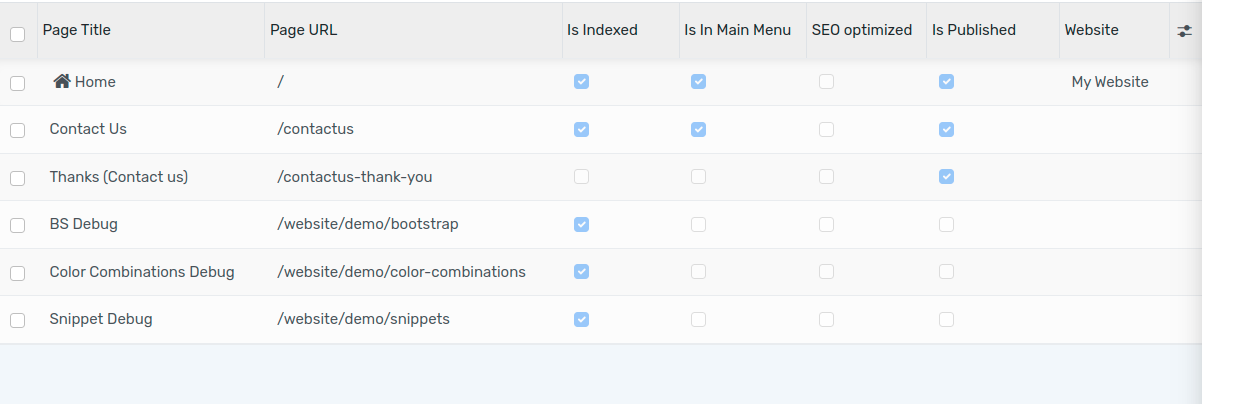 Page Title Page URL Is Indexed Is In Main Menu SEO optimized Is Published Website
Home / My Website
Contact Us /contactus
Thanks (Contact us) /contactus-thank-you
BS Debug /website/demo/bootstrap
Color Combinations Debug /website/demo/color-combinations
Snippet Debug /website/demo/snippets